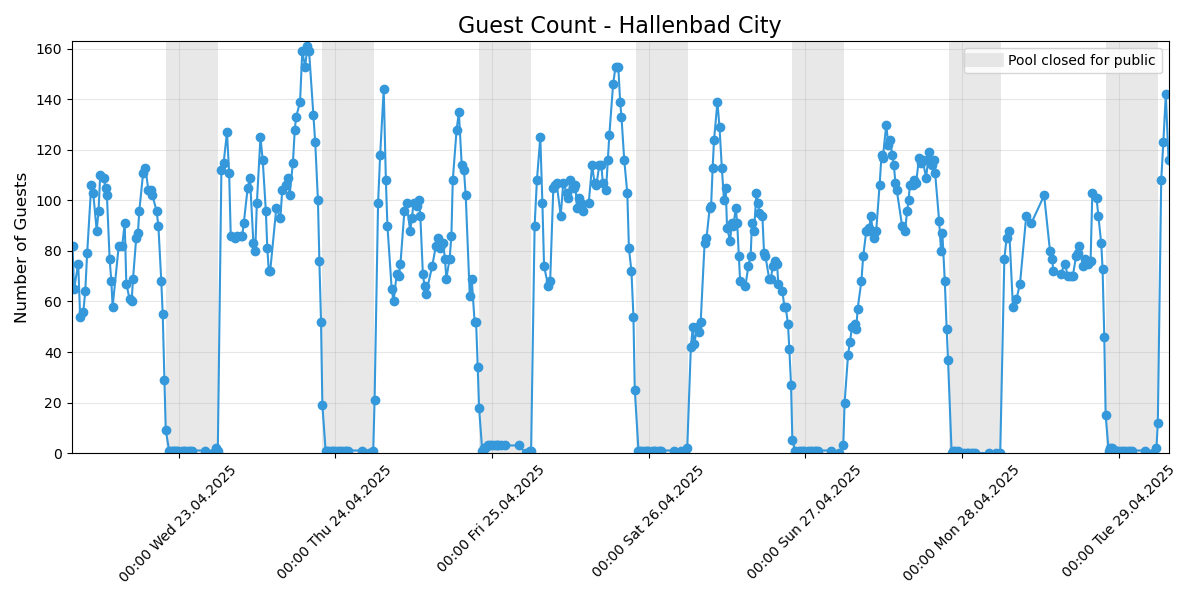 Guest Count - Hallenbad City
Pool closed for public
Number of Guests
160
140
120
100
80
60
40
20
0
00:00 Wed 23.04.2025
00:00 Thu 24.04.2025
00:00 Fri 25.04.2025
00:00 Sat 26.04.2025
00:00 Sun 27.04.2025
00:00 Mon 28.04.2025
00:00 Tue 29.04.2025